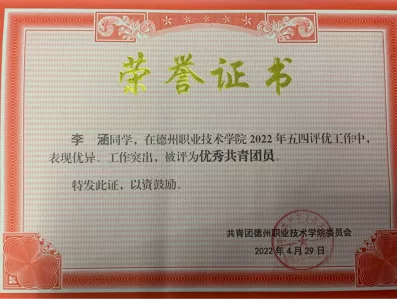 荣誉证书
李 涵同学,在德州职业技术学院2022年五四评优工作中,
表现优异、工作突出,被评为优秀共青团员。
特发此证,以资鼓励。
共青团德州职业技术学院委员会
2022年4月29日